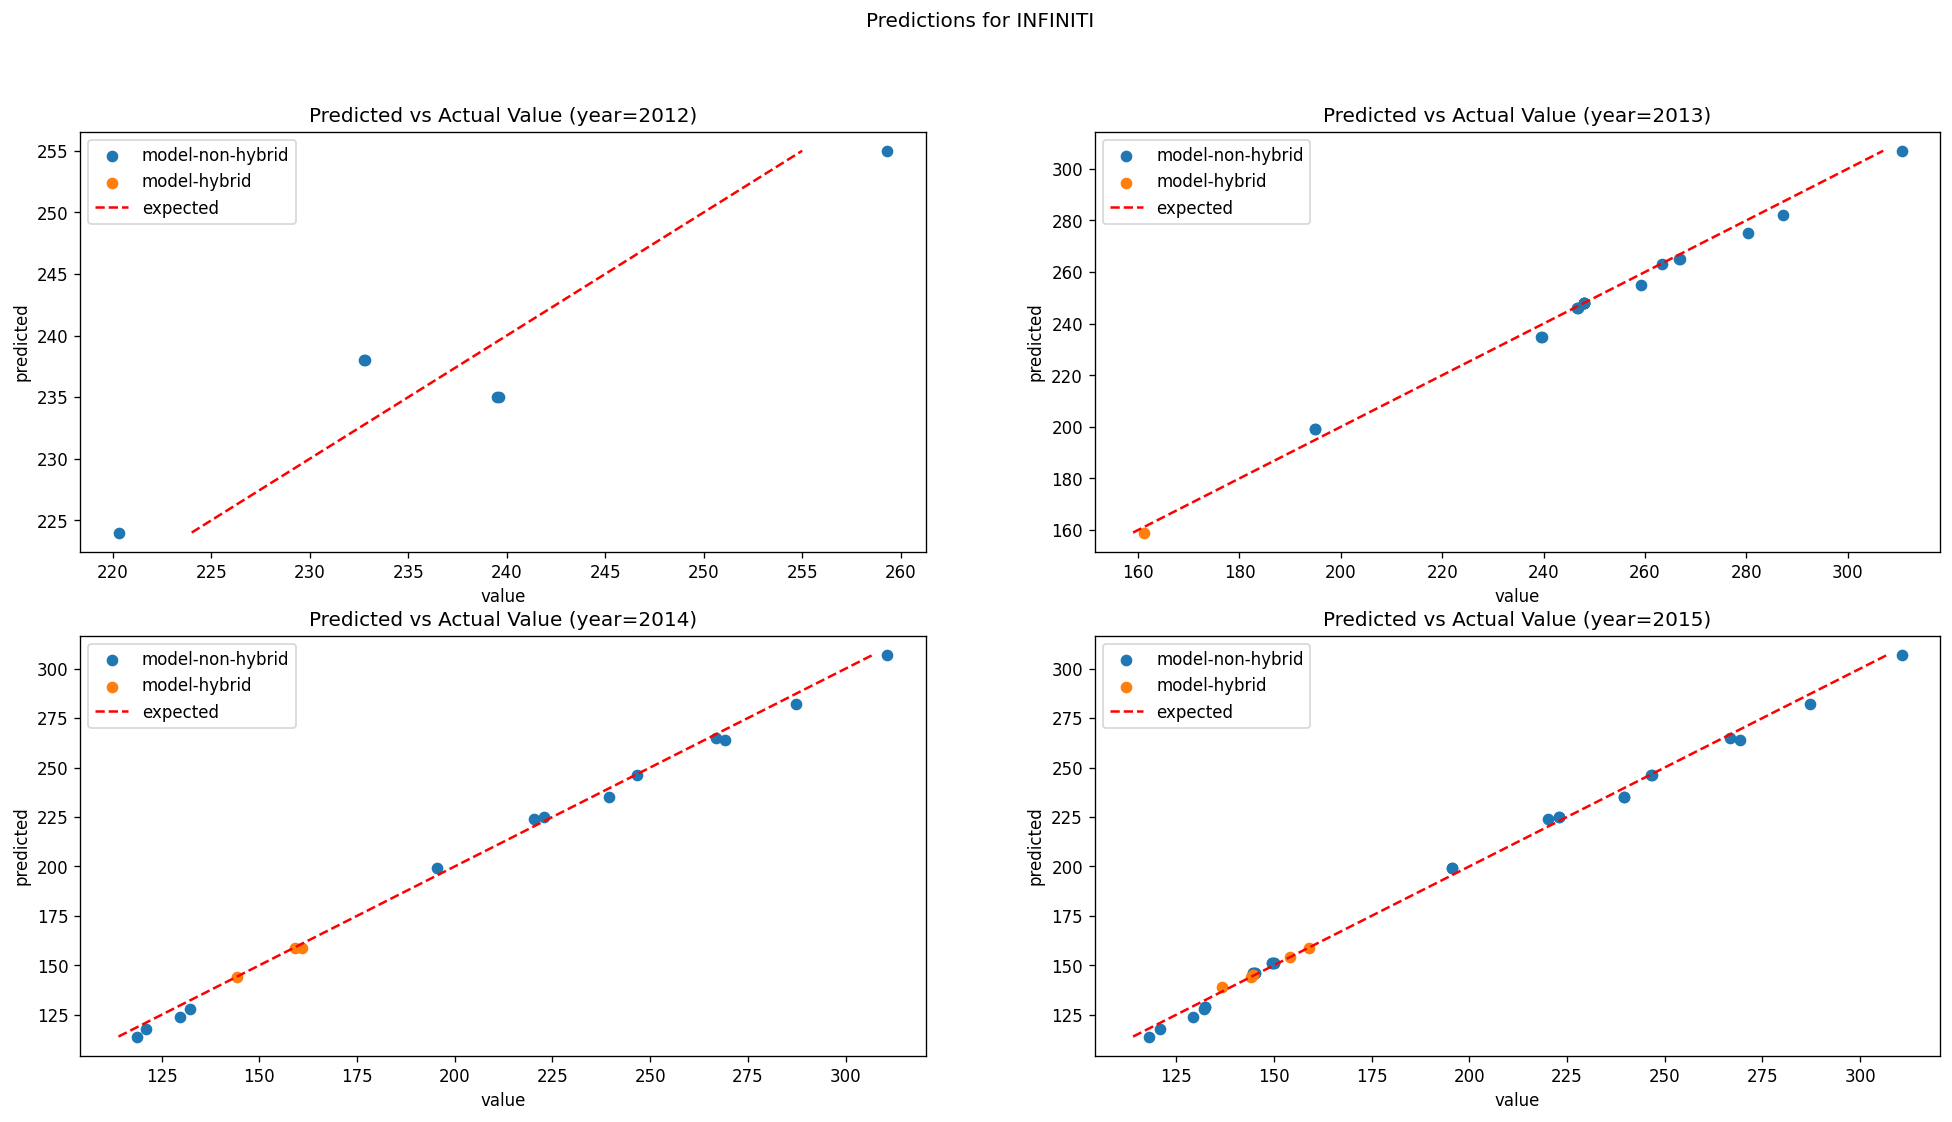 Predictions for INFINITI
Predicted vs Actual Value (year=2012)
model-non-hybrid
model-hybrid
expected
255
250
245
240
235
230
225
predicted
220 225 230 235 240 245 250 255 260
value
Predicted vs Actual Value (year=2013)
model-non-hybrid
model-hybrid
expected
300
280
260
240
220
200
180
160
predicted
160 180 200 220 240 260 280 300
value
Predicted vs Actual Value (year=2014)
model-non-hybrid
model-hybrid
expected
300
275
250
225
200
175
150
125
predicted
125 150 175 200 225 250 275 300
value
Predicted vs Actual Value (year=2015)
model-non-hybrid
model-hybrid
expected
300
275
250
225
200
175
150
125
predicted
125 150 175 200 225 250 275 300
value